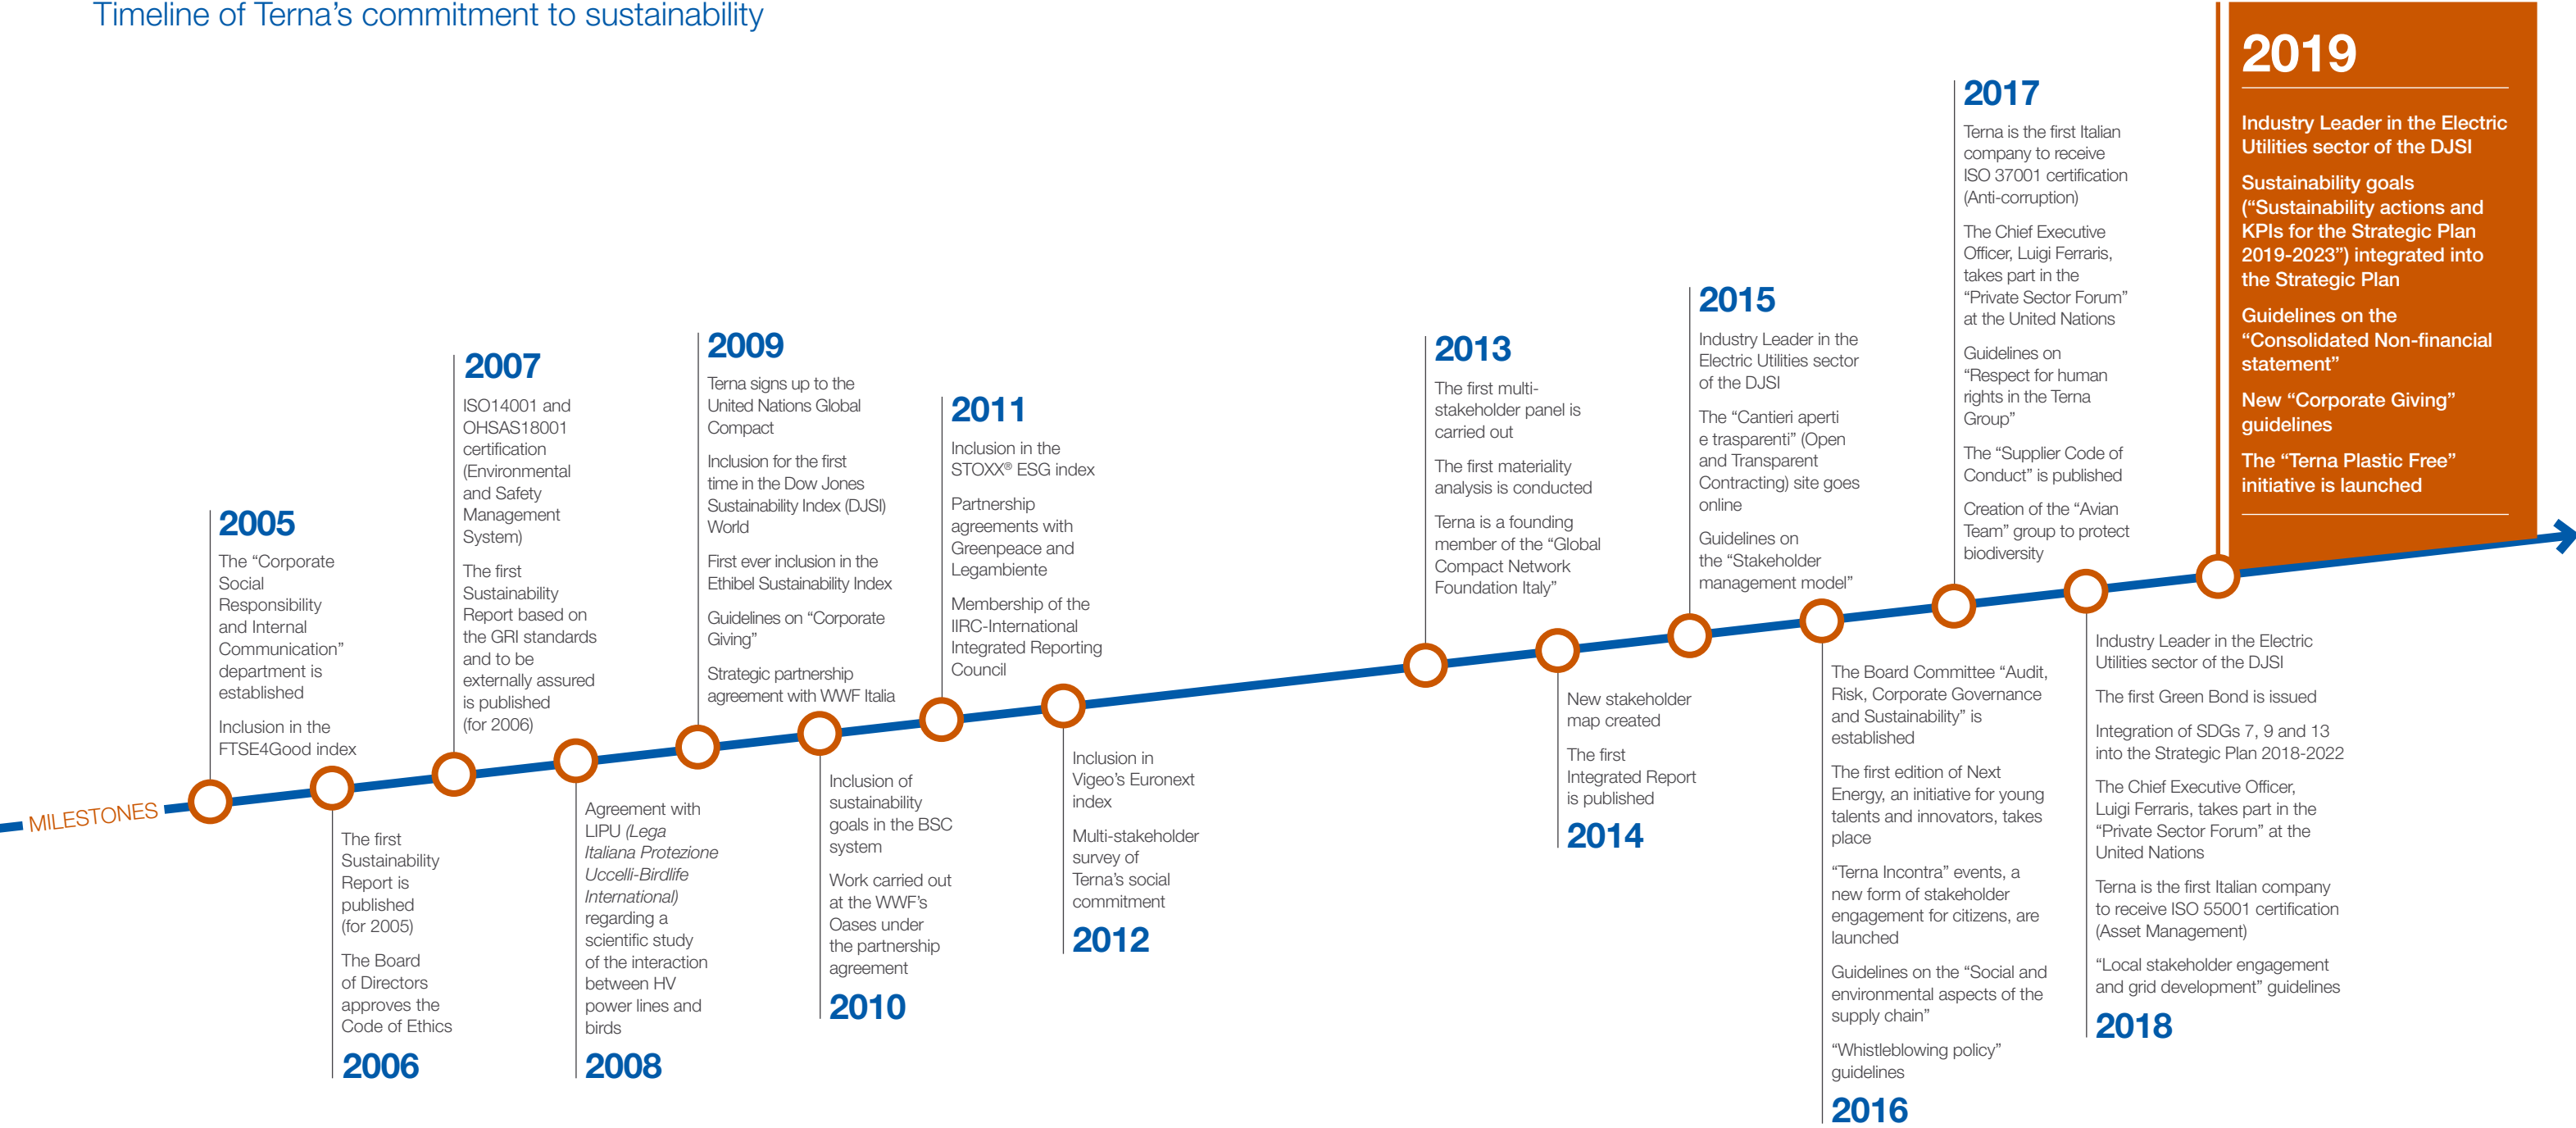 Timeline of Terna’s commitment to sustainability
MILESTONES
2005
The “Corporate
Social
Responsibility
and Internal
Communication”
department is
established
Inclusion in the
FTSE4Good index
The first
Sustainability
Report is
published
(for 2005)
The Board
of Directors
approves the
Code of Ethics
2006
2007
ISO14001 and
OHSAS18001
certification
(Environmental
and Safety
Management
System)
The first
Sustainability
Report based on
the GRI standards
and to be
externally assured
is published
(for 2006)
Agreement with
LIPU (Lega
Italiana Protezione
Uccelli-Birdlife
International)
regarding a
scientific study
of the interaction
between HV
power lines and
birds
2008
2009
Terna signs up to the
United Nations Global
Compact
Inclusion for the first
time in the Dow Jones
Sustainability Index (DJSI)
World
First ever inclusion in the
Ethibel Sustainability Index
Guidelines on “Corporate
Giving”
Strategic partnership
agreement with WWF Italia
Inclusion of
sustainability
goals in the BSC
system
Work carried out
at the WWF’s
Oases under
the partnership
agreement
2010
2011
Inclusion in the
STOXX® ESG index
Partnership
agreements with
Greenpeace and
Legambiente
Membership of the
IIRC-International
Integrated Reporting
Council
Inclusion in
Vigeo’s Euronext
index
Multi-stakeholder
survey of
Terna’s social
commitment
2012
2013
The first multi-
stakeholder panel is
carried out
The first materiality
analysis is conducted
Terna is a founding
member of the “Global
Compact Network
Foundation Italy”
New stakeholder
map created
The first
Integrated Report
is published
2014
2015
Industry Leader in the
Electric Utilities sector
of the DJSI
The “Cantieri aperti
e trasparenti” (Open
and Transparent
Contracting) site goes
online
Guidelines on
the “Stakeholder
management model”
The Board Committee “Audit,
Risk, Corporate Governance
and Sustainability” is
established
The first edition of Next
Energy, an initiative for young
talents and innovators, takes
place
“Terna Incontra” events, a
new form of stakeholder
engagement for citizens, are
launched
Guidelines on the “Social and
environmental aspects of the
supply chain”
“Whistleblowing policy”
guidelines
2016
2017
Terna is the first Italian
company to receive
ISO 37001 certification
(Anti-corruption)
The Chief Executive
Officer, Luigi Ferraris,
takes part in the
“Private Sector Forum”
at the United Nations
Guidelines on
“Respect for human
rights in the Terna
Group”
The “Supplier Code of
Conduct” is published
Creation of the “Avian
Team” group to protect
biodiversity
Industry Leader in the Electric
Utilities sector of the DJSI
The first Green Bond is issued
Integration of SDGs 7, 9 and 13
into the Strategic Plan 2018-2022
The Chief Executive Officer,
Luigi Ferraris, takes part in the
“Private Sector Forum” at the
United Nations
Terna is the first Italian company
to receive ISO 55001 certification
(Asset Management)
“Local stakeholder engagement
and grid development” guidelines
2018
2019
Industry Leader in the Electric
Utilities sector of the DJSI
Sustainability goals
(“Sustainability actions and
KPIs for the Strategic Plan
2019-2023”) integrated into
the Strategic Plan
Guidelines on the
“Consolidated Non-financial
statement”
New “Corporate Giving”
guidelines
The “Terna Plastic Free”
initiative is launched